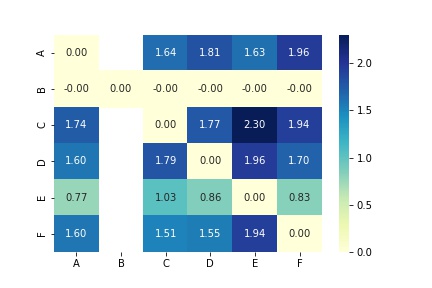 A 0.00 1.64 1.81 1.63 1.96
B -0.00 0.00 -0.00 -0.00 -0.00 -0.00
C 1.74 0.00 1.77 2.30 1.94
D 1.60 1.79 0.00 1.96 1.70
E 0.77 1.03 0.86 0.00 0.83
F 1.60 1.51 1.55 1.94 0.00
A B C D E F
2.0
1.5
1.0
0.5
0.0